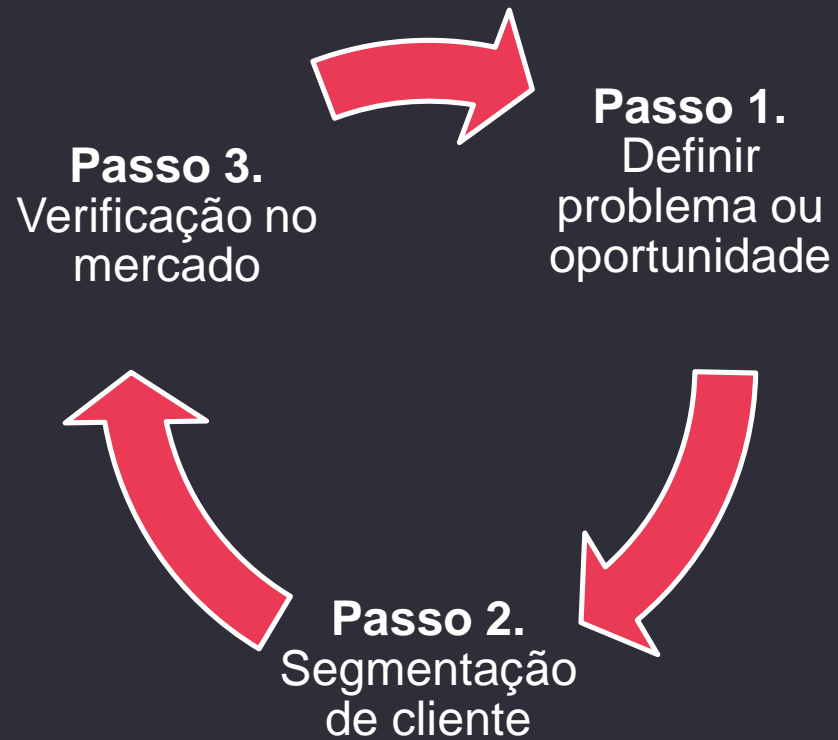 Passo 1.
Definir
problema ou
oportunidade
Passo 2.
Segmentação
de cliente
Passo 3.
Verificação no
mercado